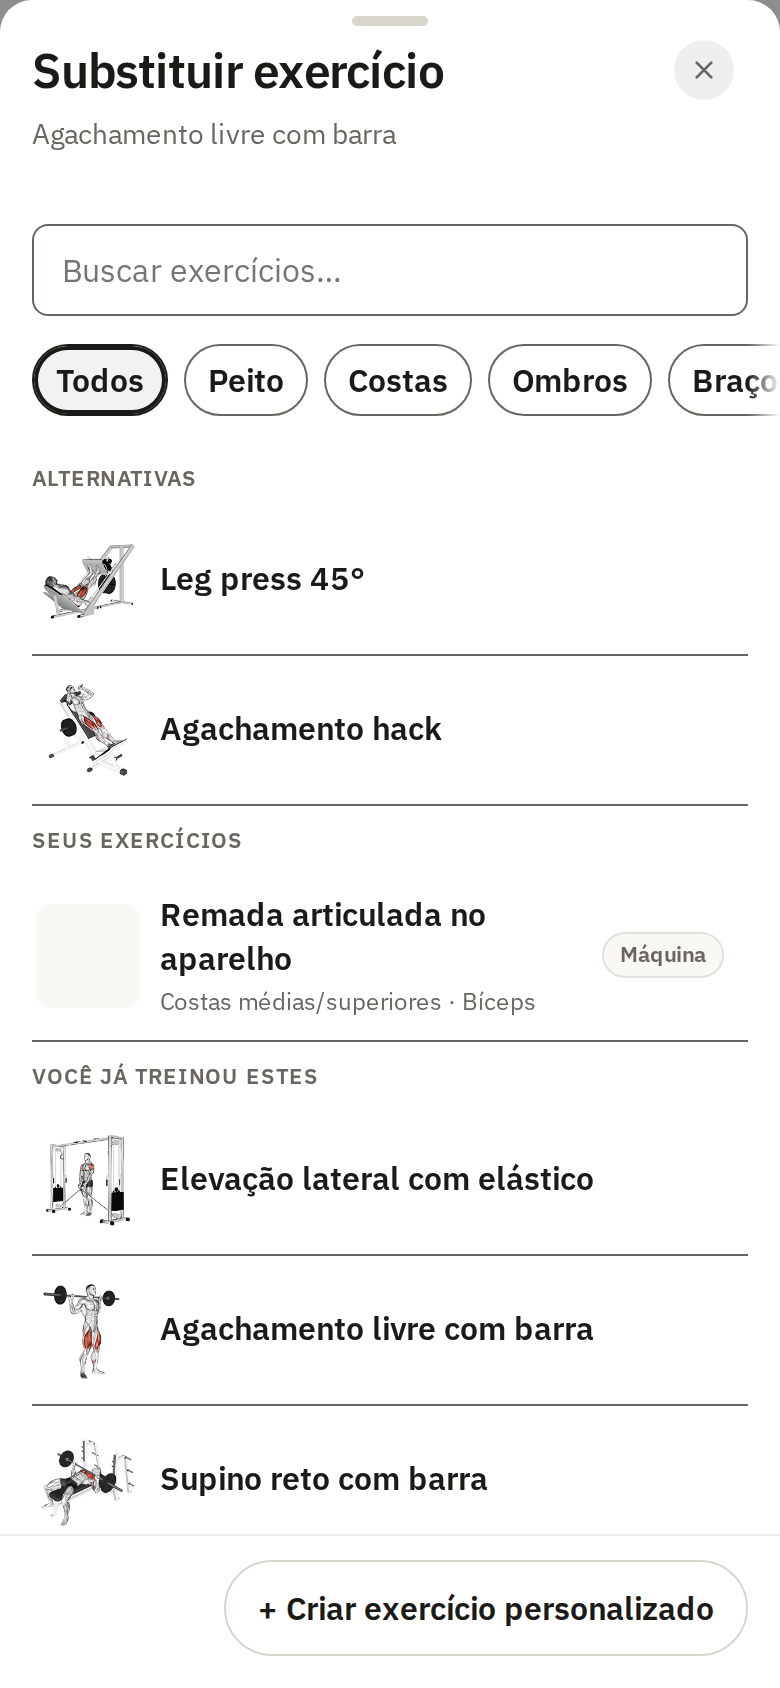 Substituir exercício
Agachamento livre com barra
Buscar exercícios...
Todos
Peito
Costas
Ombros
Braço
ALTERNATIVAS
Leg press 45°
Agachamento hack
SEUS EXERCÍCIOS
Remada articulada no
aparelho
Máquina
Costas médias/superiores · Bíceps
VOCÊ JÁ TREINOU ESTES
Elevação lateral com elástico
Agachamento livre com barra
Supino reto com barra
+ Criar exercício personalizado